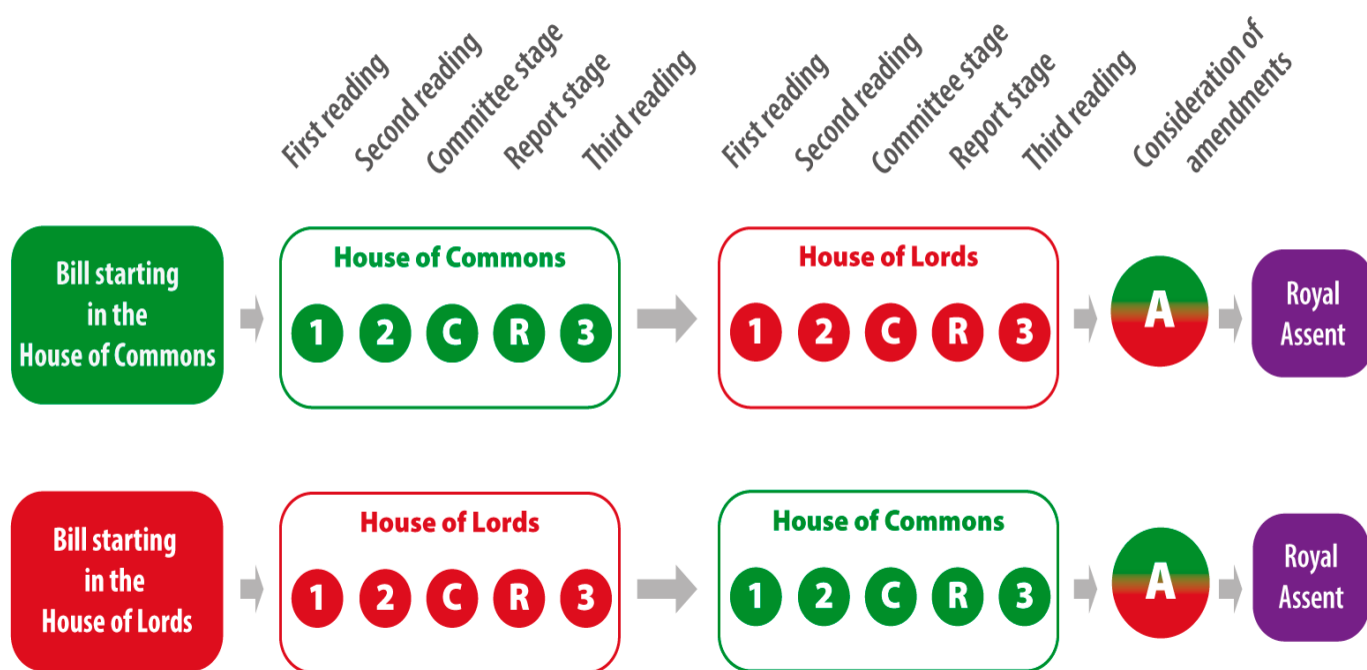 First reading
Second reading
Committee stage
Report stage
Third reading
First reading
Second reading
Committee stage
Report stage
Third reading
Consideration of
amendments
Bill starting
in the
House of Commons
House of Commons
1 2 C R 3
House of Lords
1 2 C R 3
A
Royal
Assent
Bill starting
in the
House of Lords
House of Lords
1 2 C R 3
House of Commons
1 2 C R 3
A
Royal
Assent